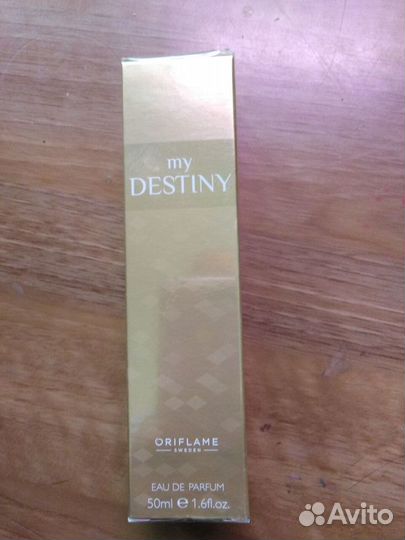 my
DESTINY
ORIFLAME
SWEDEN
EAU DE PARFUM
50ml ℮ 1.6fl.oz.
Avito